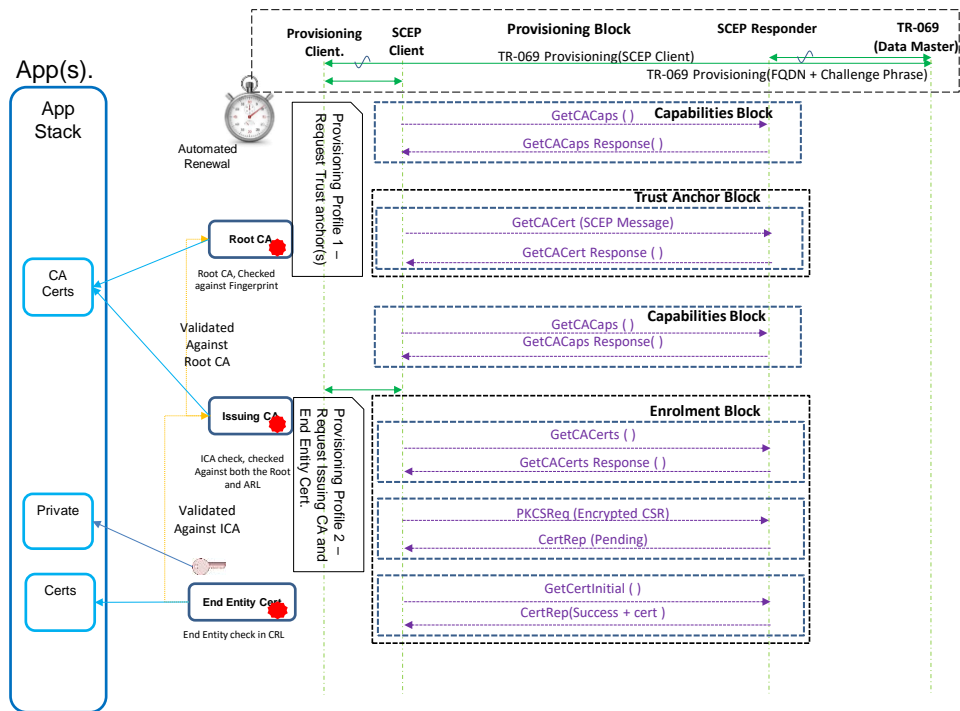 Provisioning Block
Provisioning
Client.
SCEP
Client
SCEP Responder
TR-069
(Data Master)
TR-069 Provisioning(SCEP Client)
TR-069 Provisioning(FQDN + Challenge Phrase)
App(s).
App
Stack
Automated
Renewal
Provisioning Profile 1 –
Request Trust anchor(s)
Capabilities Block
GetCACaps ( )
GetCACaps Response( )
Trust Anchor Block
GetCACert (SCEP Message)
GetCACert Response ( )
Root CA
Root CA, Checked
against Fingerprint
CA
Certs
Validated
Against
Root CA
Capabilities Block
GetCACaps ( )
GetCACaps Response( )
Issuing CA
ICA check, checked
Against both the Root
and ARL
Provisioning Profile 2 –
Request Issuing CA and
End Entity Cert.
Enrolment Block
GetCACerts ( )
GetCACerts Response ( )
Private
Validated
Against ICA
PKCSReq (Encrypted CSR)
CertRep (Pending)
Certs
End Entity Cert
End Entity check in CRL
GetCertInitial ( )
CertRep(Success + cert )